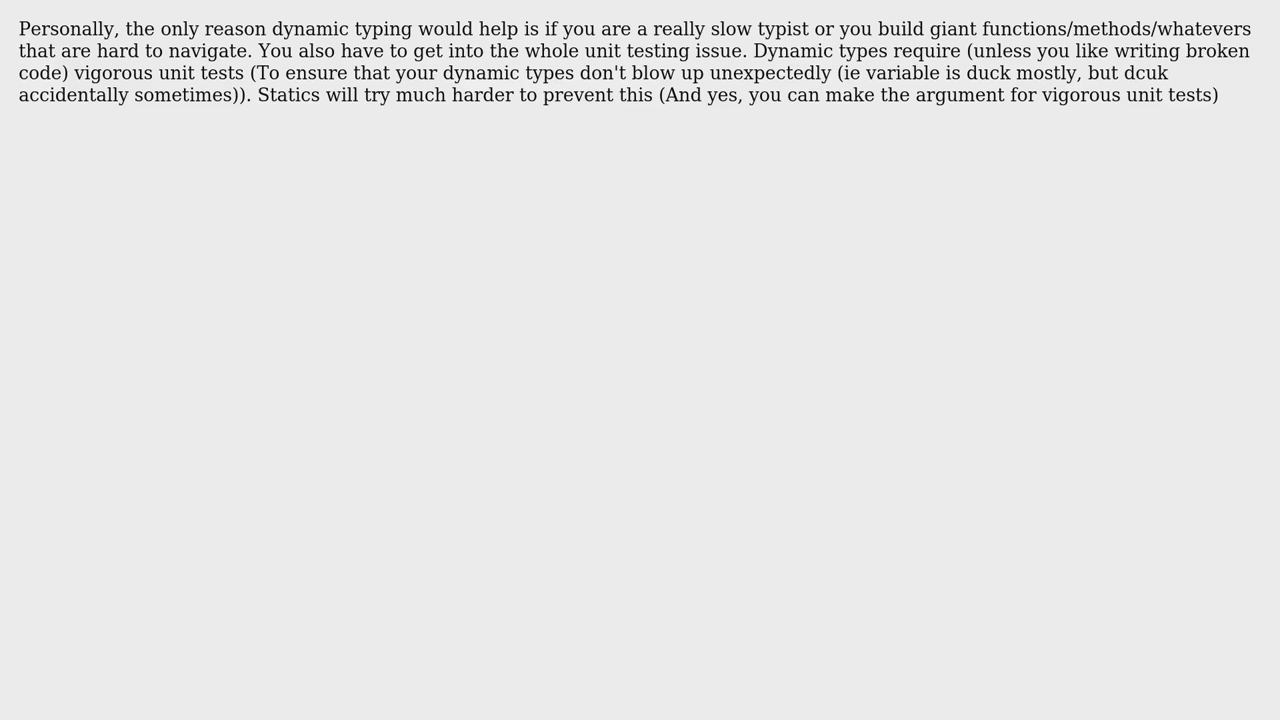 Personally, the only reason dynamic typing would help is if you are a really slow typist or you build giant functions/methods/whatevers
that are hard to navigate. You also have to get into the whole unit testing issue. Dynamic types require (unless you like writing broken
code) vigorous unit tests (To ensure that your dynamic types don't blow up unexpectedly (ie variable is duck mostly, but dcuk
accidentally sometimes)). Statics will try much harder to prevent this (And yes, you can make the argument for vigorous unit tests)